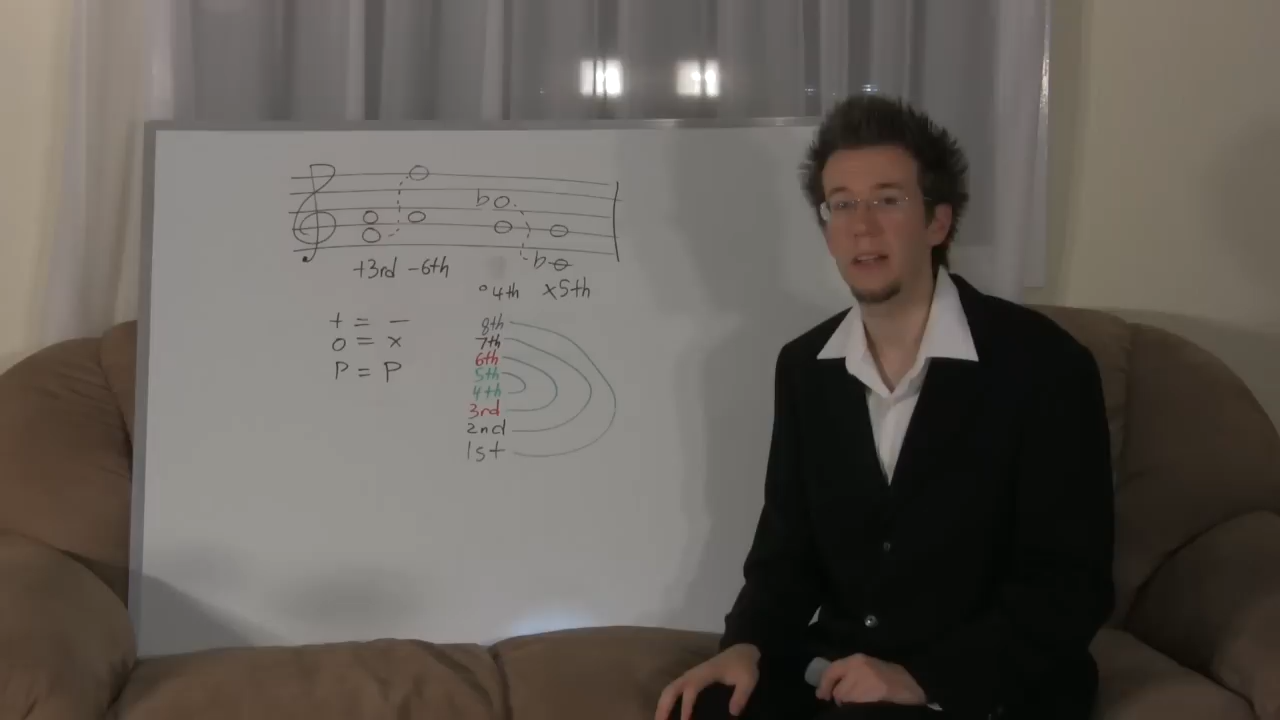 ♭
♭
+3rd -6th
°4th x5th
+ = -
o = x
P = P
8th
7th
6th
5th
4th
3rd
2nd
1st